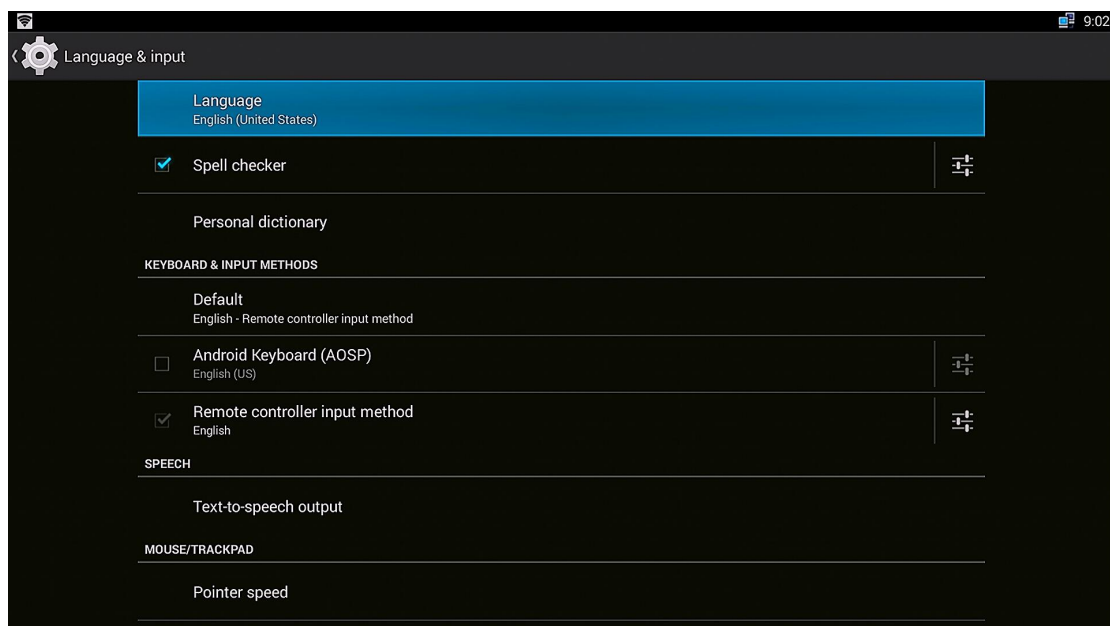 9:02
Language & input
Language
English (United States)
Spell checker
Personal dictionary
KEYBOARD & INPUT METHODS
Default
English - Remote controller input method
Android Keyboard (AOSP)
English (US)
Remote controller input method
English
SPEECH
Text-to-speech output
MOUSE/TRACKPAD
Pointer speed